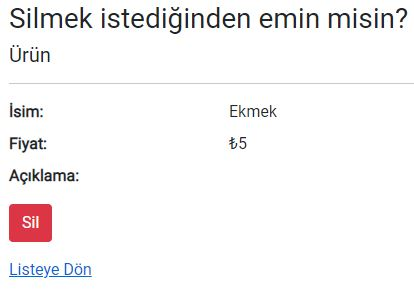 Silmek istediğinden emin misin?
Ürün
İsim: Ekmek
Fiyat: ₺5
Açıklama:
Sil
Listeye Dön